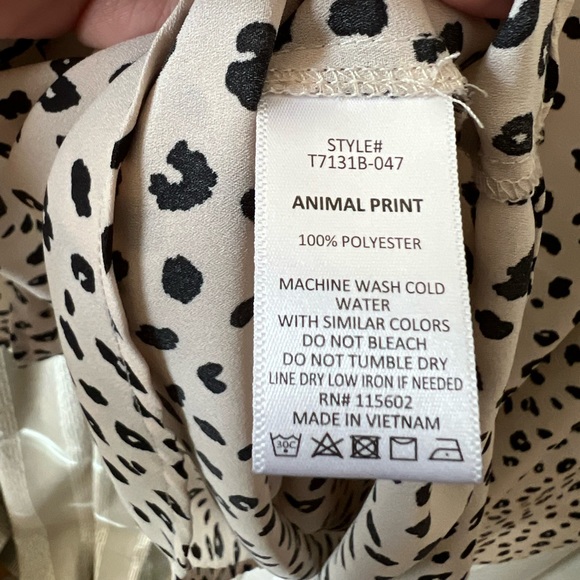 STYLE#
T7131B-047
ANIMAL PRINT
100% POLYESTER
MACHINE WASH COLD
WATER
WITH SIMILAR COLORS
DO NOT BLEACH
DO NOT TUMBLE DRY
LINE DRY LOW IRON IF NEEDED
RN# 115602
MADE IN VIETNAM
30C